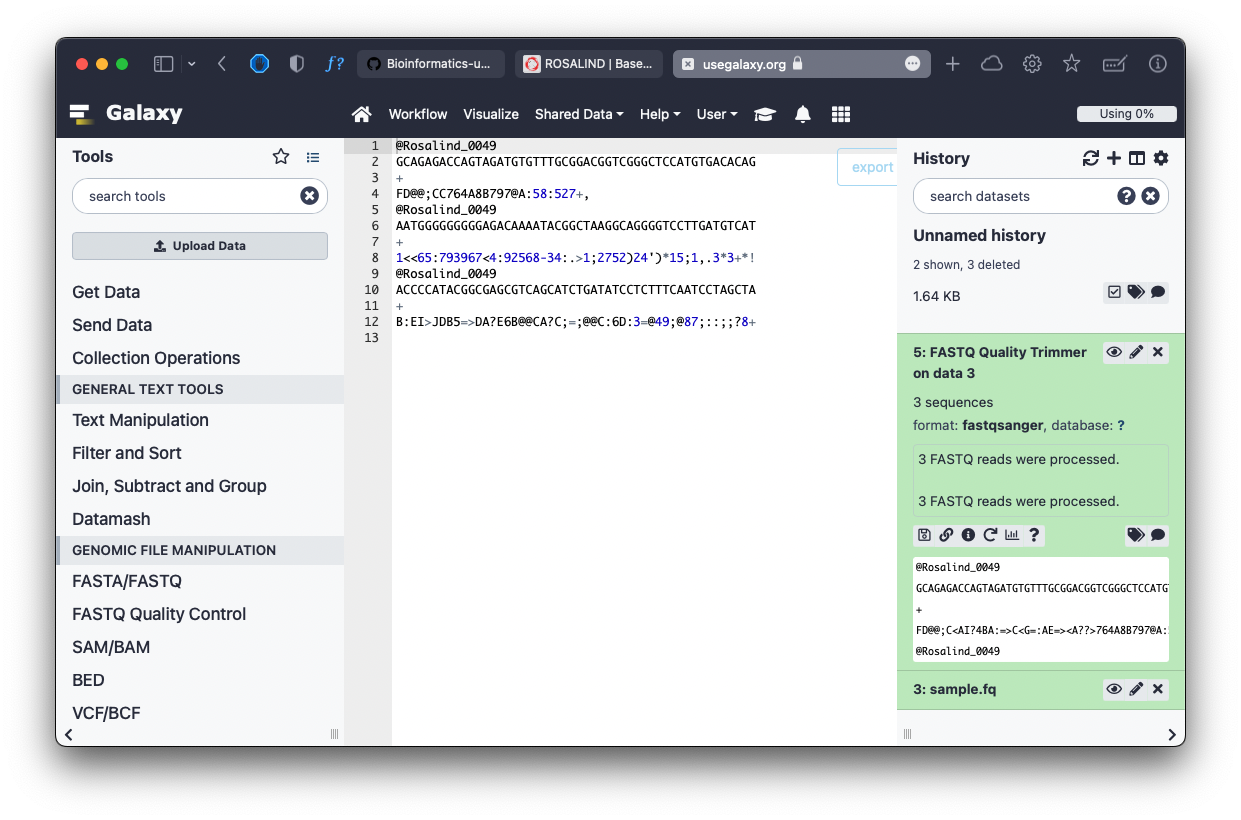 f?
Bioinformatics-u...
ROSALIND | Base...
usegalaxy.org
Galaxy
Workflow Visualize Shared Data Help User
Using 0%
Tools
search tools
Upload Data
Get Data
Send Data
Collection Operations
GENERAL TEXT TOOLS
Text Manipulation
Filter and Sort
Join, Subtract and Group
Datamash
GENOMIC FILE MANIPULATION
FASTA/FASTQ
FASTQ Quality Control
SAM/BAM
BED
VCF/BCF
1 @Rosalind_0049
2 GCAGAGACCAGTAGATGTGTTTGCGGACGGTCGGGCTCCATGTGACACAG
3 +
4 FD@@;CC764A8B797@A:58:527+,
5 @Rosalind_0049
6 AATGGGGGGGGGAGACAAAATACGGCTAAGGCAGGGGTCCTTGATGTCAT
7 +
8 1<<65:793967<4:92568-34:.>1;2752)24')*15;1,.3*3+*!
9 @Rosalind_0049
10 ACCCCATACGGCGAGCGTCAGCATCTGATATCCTCTTTCAATCCTAGCTA
11 +
12 B:EI>JDB5=>DA?E6B@@CA?C;=;@@C:6D:3=@49;@87;::;;?8+
13
export
History
search datasets
Unnamed history
2 shown, 3 deleted
1.64 KB
5: FASTQ Quality Trimmer
on data 3
3 sequences
format: fastqsanger, database: ?
3 FASTQ reads were processed.
3 FASTQ reads were processed.
@Rosalind_0049
GCAGAGACCAGTAGATGTGTTTGCGGACGGTCGGGCTCCATG
+
FD@@;C<AI?4BA:=>C<G=:AE=><A??>764A8B797@A:
@Rosalind_0049
3: sample.fq